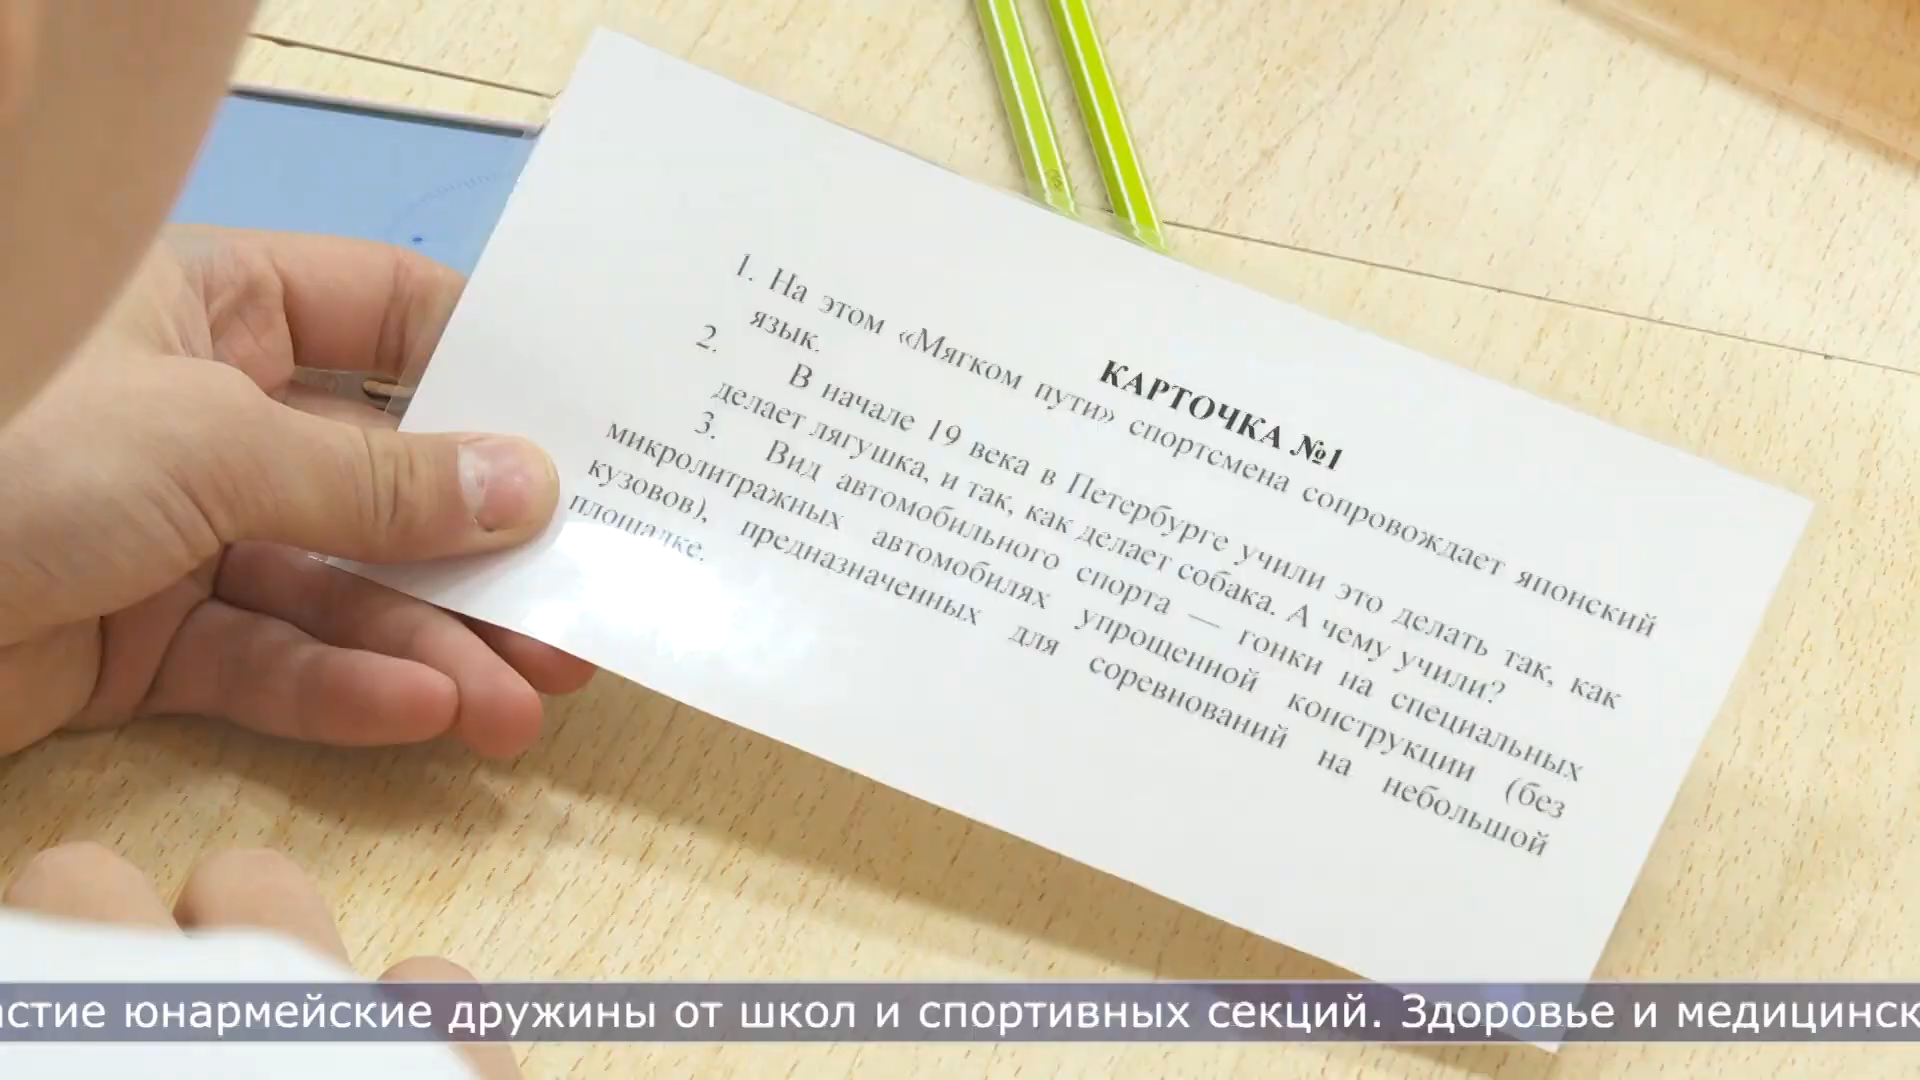 КАРТОЧКА №1
1. На этом «Мягком пути» спортсмена сопровождает японский
язык.
2. В начале 19 века в Петербурге учили это делать так, как
делает лягушка, и так, как делает собака. А чему учили?
3. Вид автомобильного спорта — гонки на специальных
микролитражных автомобилях упрощенной конструкции (без
кузовов), предназначенных для соревнований на небольшой
площадке.
астие юнармейские дружины от школ и спортивных секций. Здоровье и медицинск